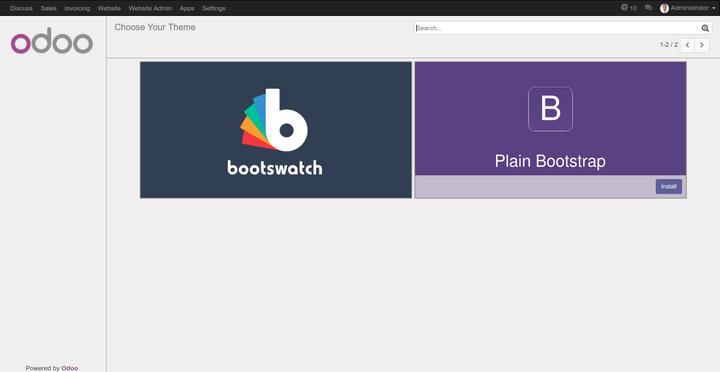 Discuss Sales Invoicing Website Website Admin Apps Settings @ 10 Administrator
odoo
Choose Your Theme
Search...
1-2 / 2
bootswatch
B
Plain Bootstrap
Install
Powered by Odoo